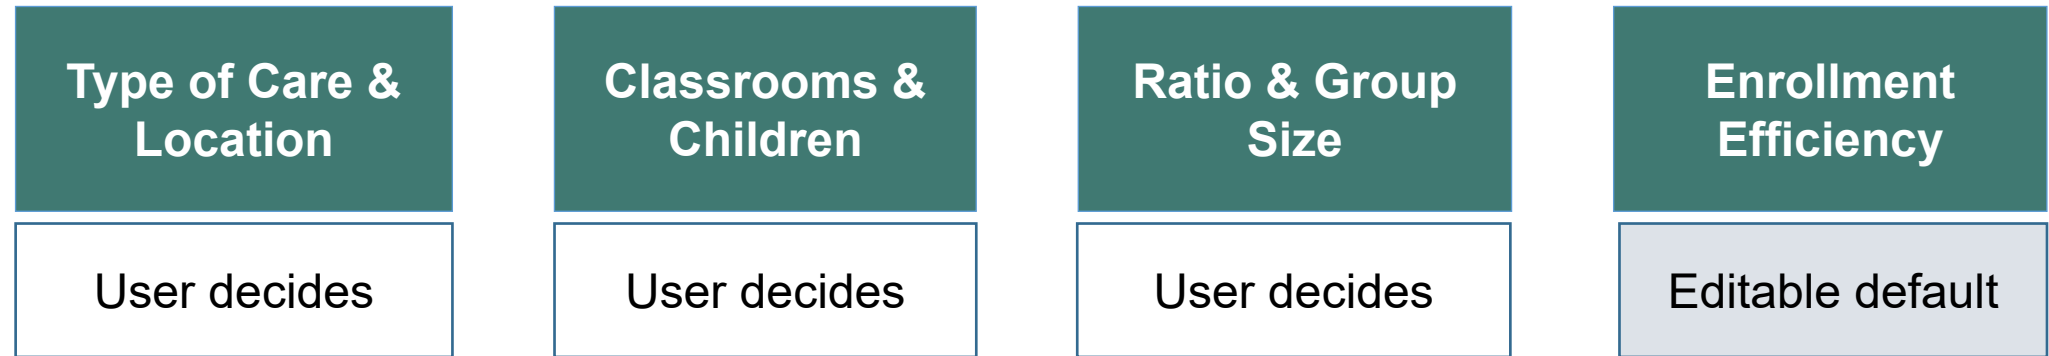 Type of Care &
Location
User decides
Classrooms &
Children
User decides
Ratio & Group
Size
User decides
Enrollment
Efficiency
Editable default